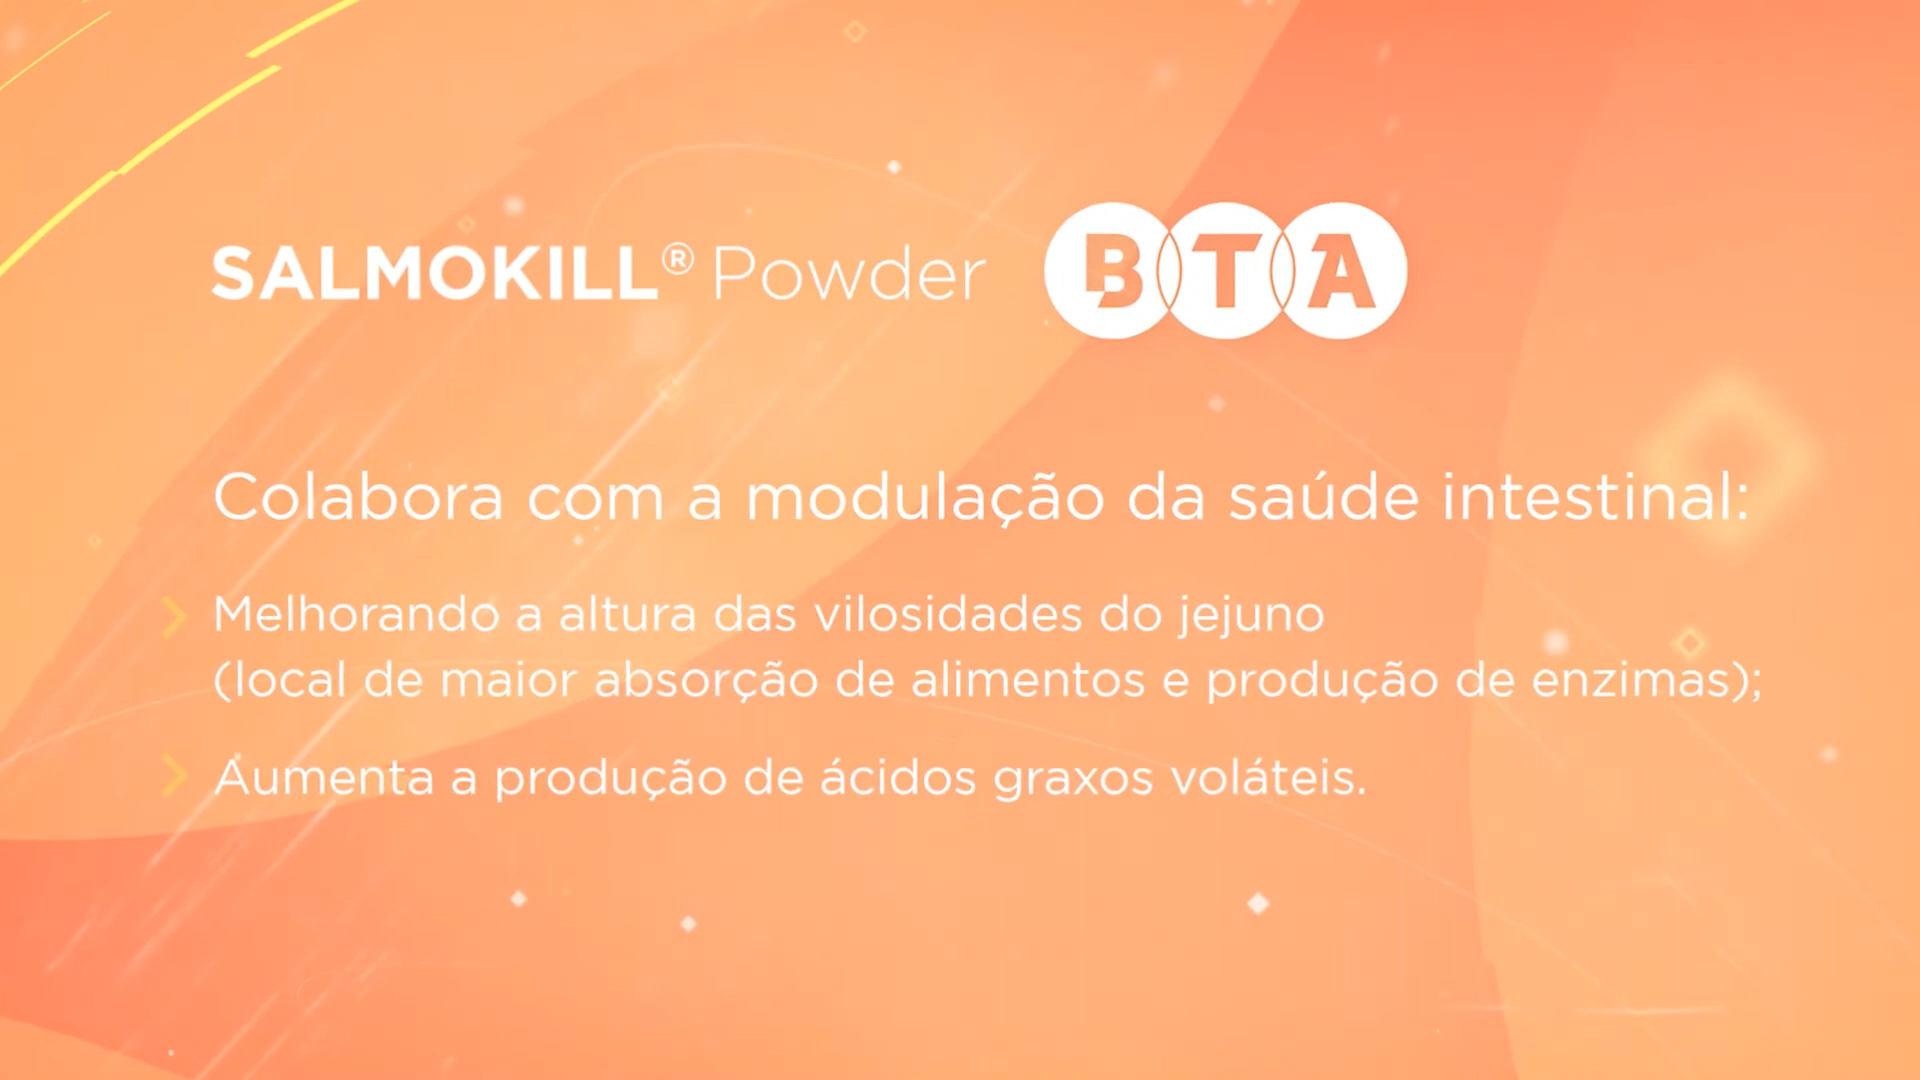 SALMOKILL® Powder BTA
Colabora com a modulação da saúde intestinal:
Melhorando a altura das vilosidades do jejuno
(local de maior absorção de alimentos e produção de enzimas);
Aumenta a produção de ácidos graxos voláteis.